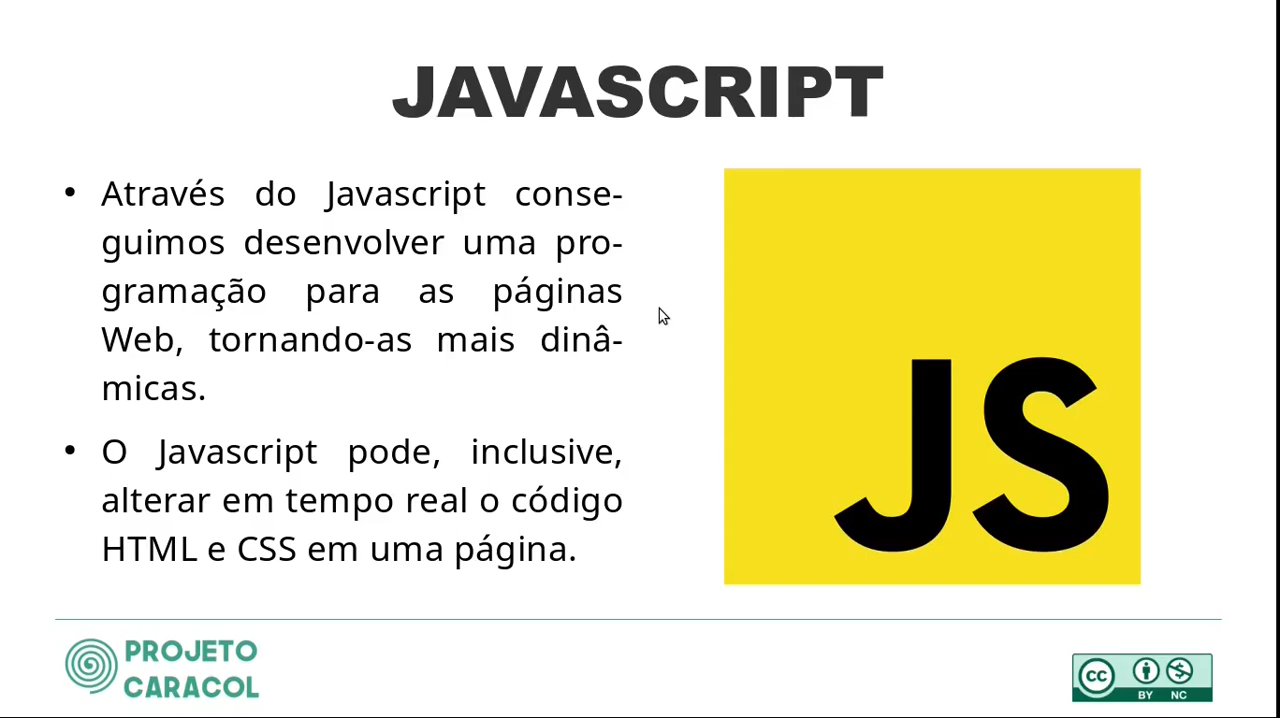 JAVASCRIPT
• Através do Javascript conse-
guimos desenvolver uma pro-
gramação para as páginas
Web, tornando-as mais dinâ-
micas.
• O Javascript pode, inclusive,
alterar em tempo real o código
HTML e CSS em uma página.
JS
PROJETO
CARACOL
cc
BY NC